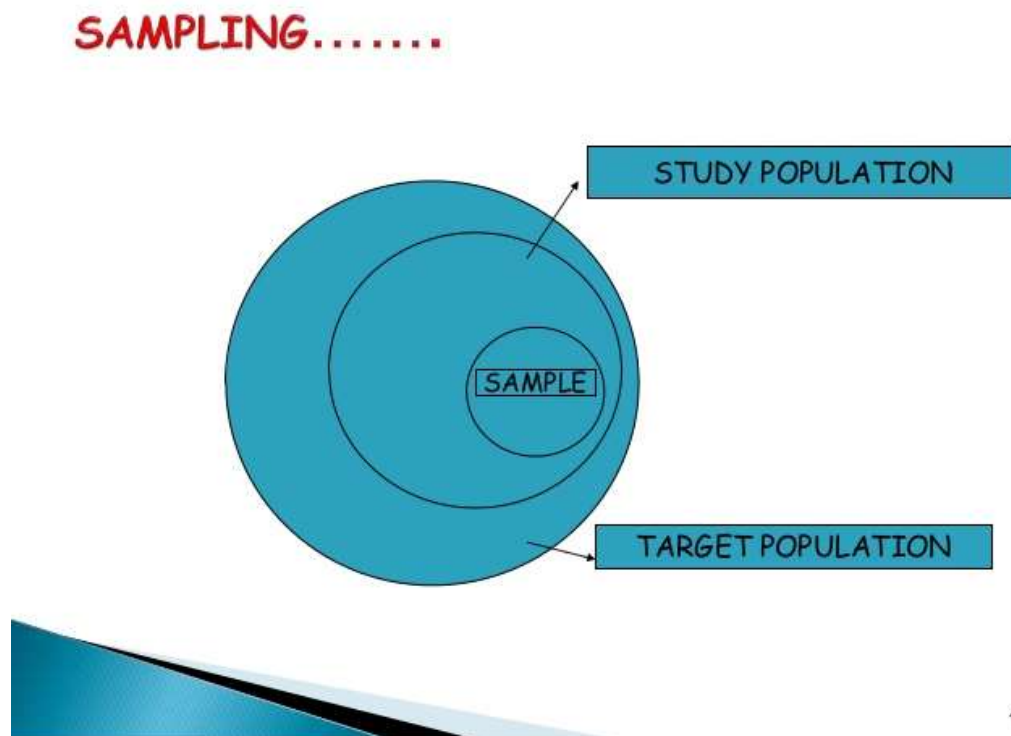 SAMPLING.......
STUDY POPULATION
SAMPLE
TARGET POPULATION